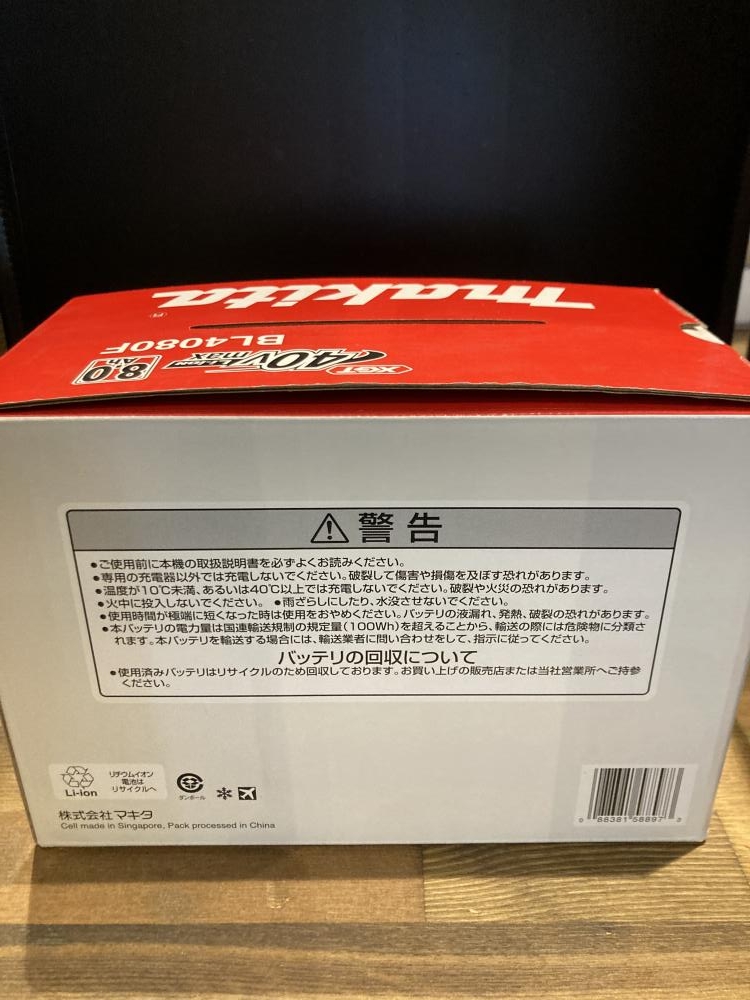 makita
BL4080F
XGT 40Vmax Li-ion 8.0 Ah
⚠警告
●ご使用前に本機の取扱説明書を必ずよくお読みください。
●専用の充電器以外では充電しないでください。破裂して傷害や損傷を及ぼす恐れがあります。
●温度が10℃未満、あるいは40℃以上では充電しないでください。破裂や火災の恐れがあります。
●火中に投入しないでください。 ●雨ざらしにしたり、水没させないでください。
●使用時間が極端に短くなった時は使用をおやめください。バッテリの液漏れ、発熱、破裂の恐れがあります。
●本バッテリの電力量は国連輸送規制の規定量(100Wh)を超えることから、輸送の際には危険物に分類さ
れます。本バッテリを輸送する場合には、輸送業者に問い合わせをして、指示に従ってください。
バッテリの回収について
●使用済みバッテリはリサイクルのため回収しております。お買い上げの販売店または当社営業所へご持参
ください。
Li-ion
リチウムイオン
電池は
リサイクルへ
ダンボール
株式会社マキタ
Cell made in Singapore, Pack processed in China
0 88381 58897